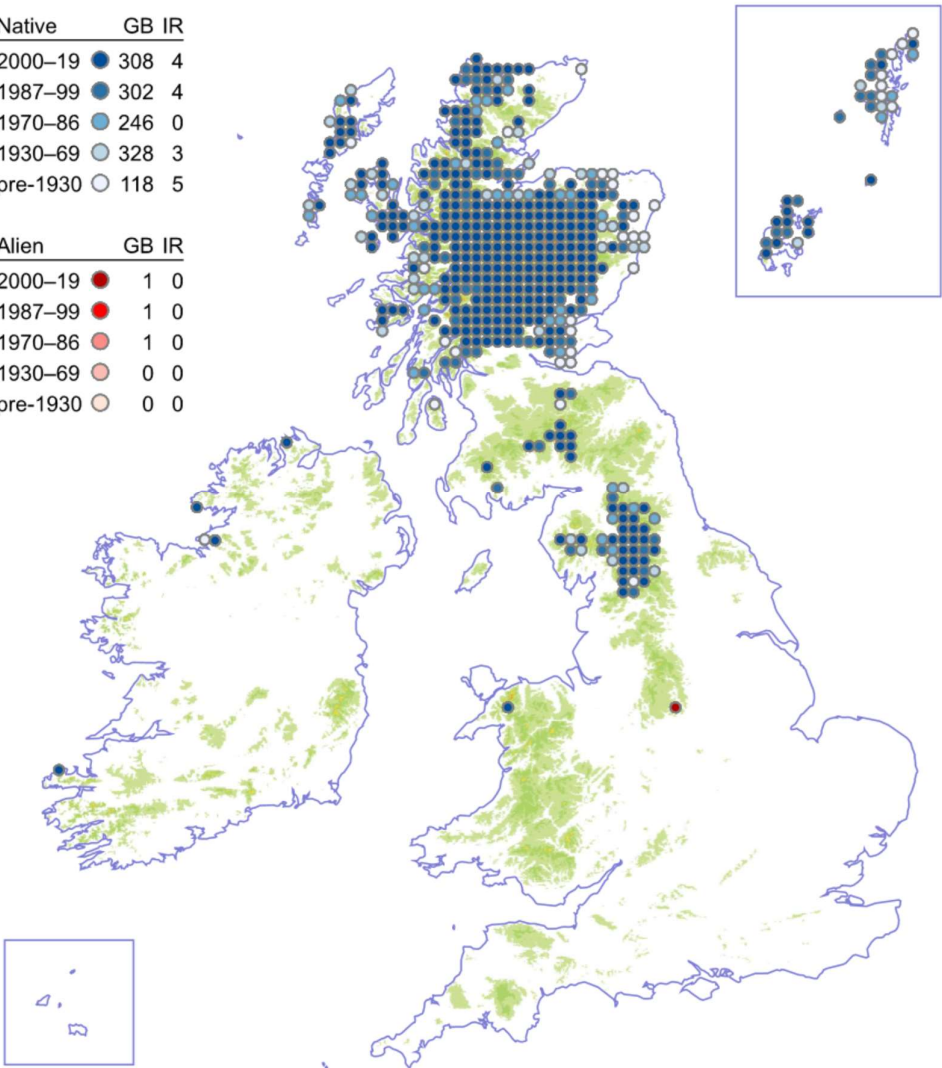 Native GB IR
2000–19 308 4
1987–99 302 4
1970–86 246 0
1930–69 328 3
pre-1930 118 5
Alien GB IR
2000–19 1 0
1987–99 1 0
1970–86 1 0
1930–69 0 0
pre-1930 0 0